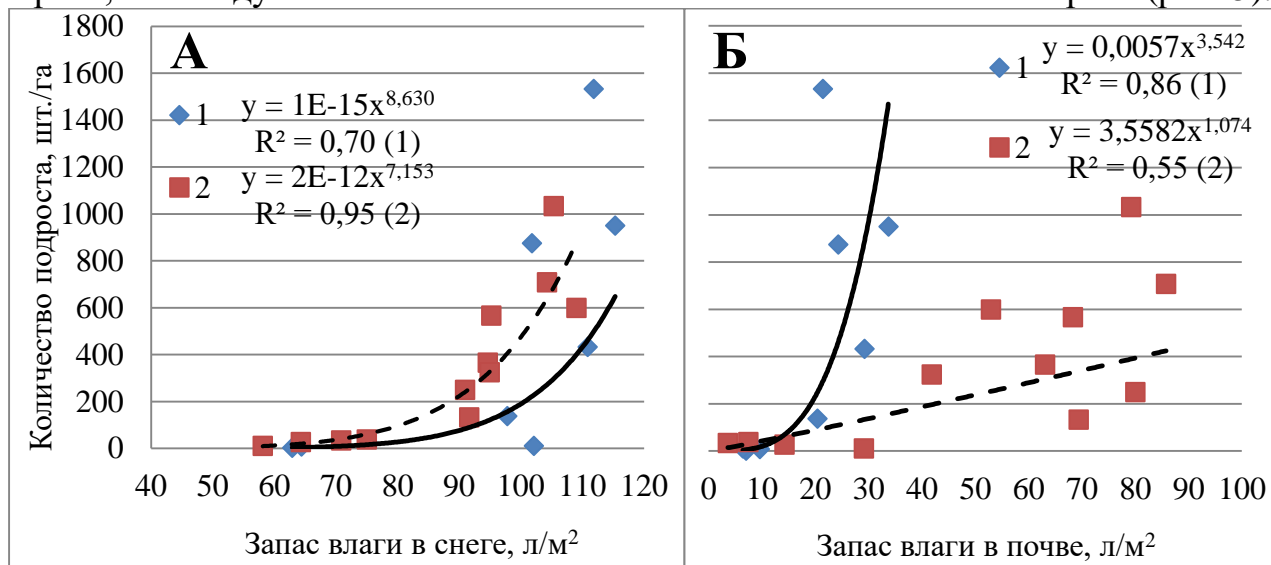 А
1 y = 1E-15x^8,630
R² = 0,70 (1)
2 y = 2E-12x^7,153
R² = 0,95 (2)
Количество подроста, шт./га
1800
1600
1400
1200
1000
800
600
400
200
0
40 50 60 70 80 90 100 110 120
Запас влаги в снеге, л/м²
Б
1 y = 0,0057x^3,542
R² = 0,86 (1)
2 y = 3,5582x^1,074
R² = 0,55 (2)
0 10 20 30 40 50 60 70 80 90 100
Запас влаги в почве, л/м²